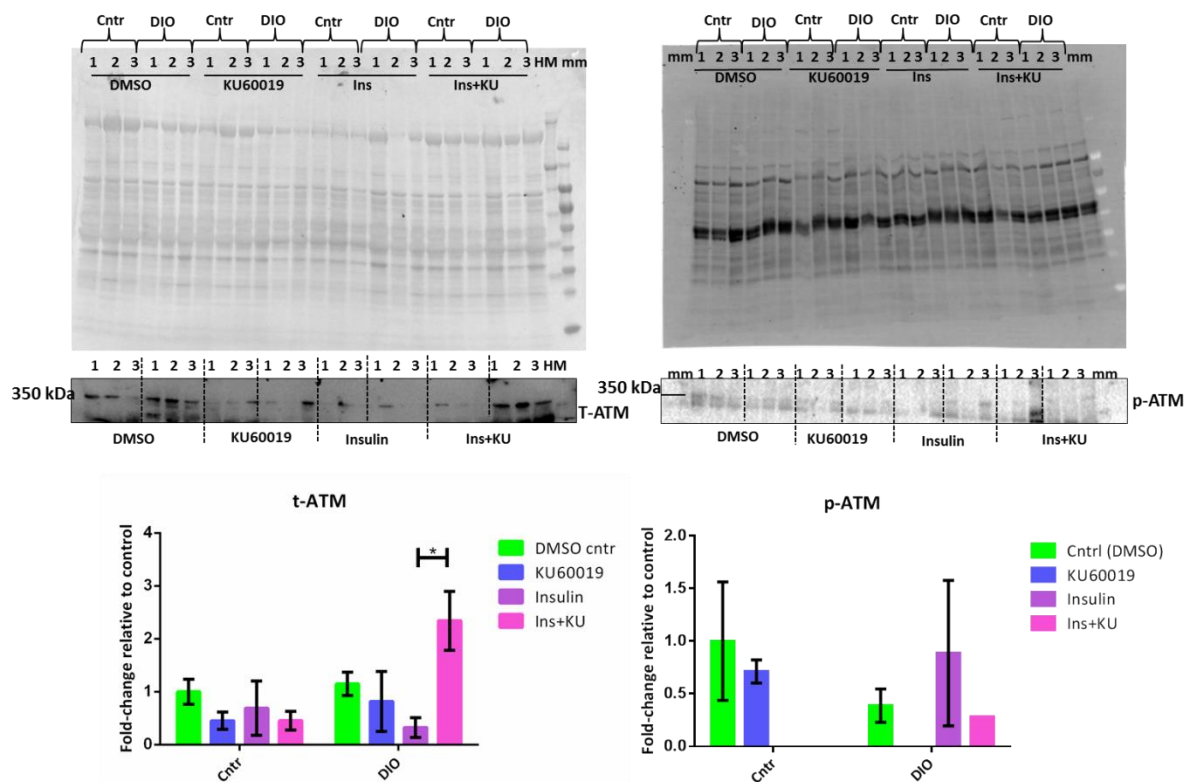 Cntr DIO Cntr DIO Cntr DIO Cntr DIO
1 2 3 1 2 3 1 2 3 1 2 3 1 2 3 1 2 3 1 2 3 1 2 3 HM mm
DMSO KU60019 Ins Ins+KU
1 2 3 1 2 3 1 2 3 1 2 3 1 2 3 1 2 3 1 2 3 1 2 3 HM
350 kDa
T-ATM
DMSO KU60019 Insulin Ins+KU
Cntr DIO Cntr DIO Cntr DIO Cntr DIO
mm 1 2 3 1 2 3 1 2 3 1 2 3 1 2 3 1 2 3 1 2 3 1 2 3 mm
DMSO KU60019 Ins Ins+KU
350 kDa
mm 1 2 3 1 2 3 1 2 3 1 2 3 1 2 3 1 2 3 1 2 3 1 2 3 mm
p-ATM
DMSO KU60019 Insulin Ins+KU
t-ATM
Fold-change relative to control
4
3
2
1
0
*
Cntr
DIO
DMSO cntr
KU60019
Insulin
Ins+KU
p-ATM
Fold-change relative to control
2.0
1.5
1.0
0.5
0.0
Cntr
DIO
Cntrl (DMSO)
KU60019
Insulin
Ins+KU